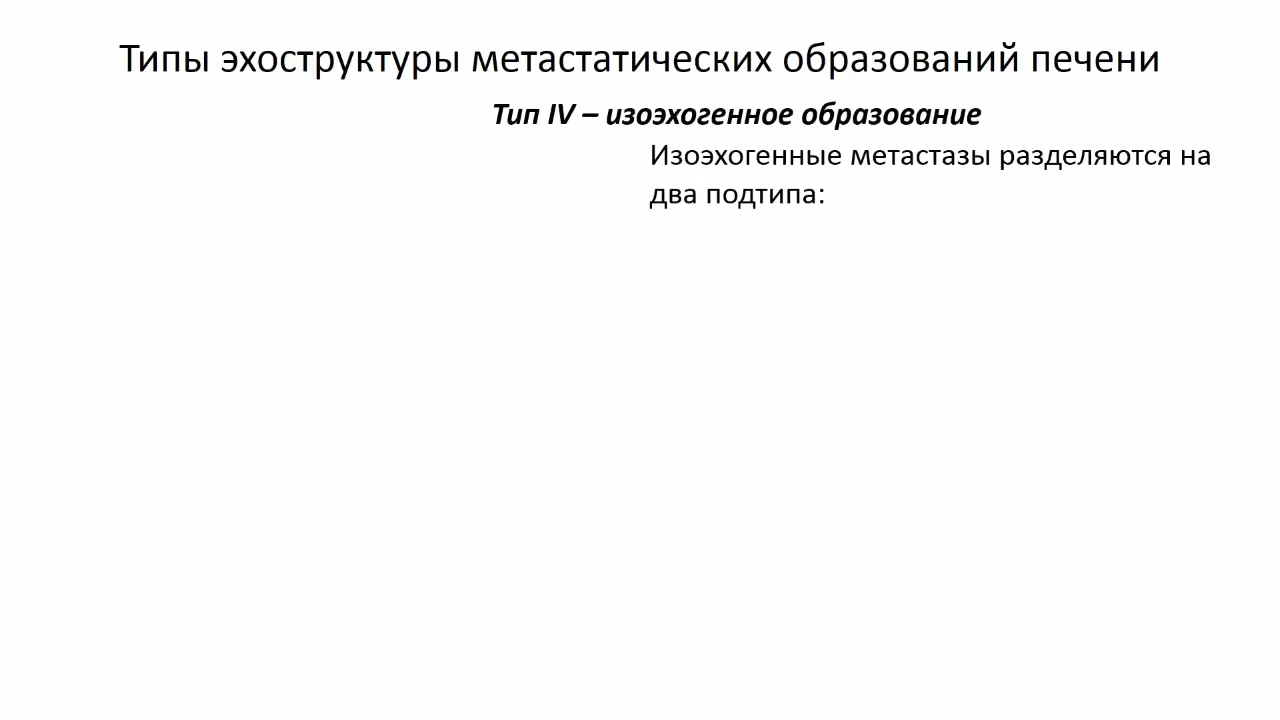 Типы эхоструктуры метастатических образований печени
Тип IV – изоэхогенное образование
Изоэхогенные метастазы разделяются на
два подтипа: